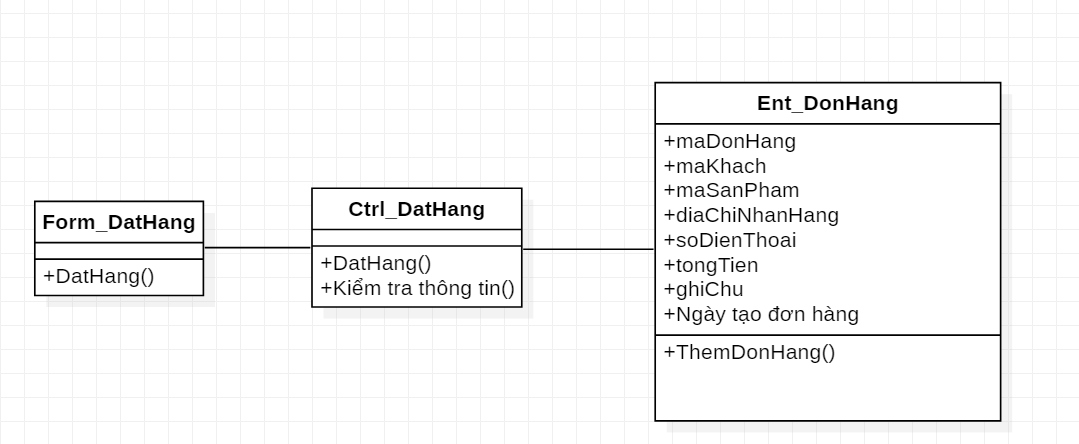 Form_DatHang
+DatHang()
Ctrl_DatHang
+DatHang()
+Kiểm tra thông tin()
Ent_DonHang
+maDonHang
+maKhach
+maSanPham
+diaChiNhanHang
+soDienThoai
+tongTien
+ghiChu
+Ngày tạo đơn hàng
+ThemDonHang()